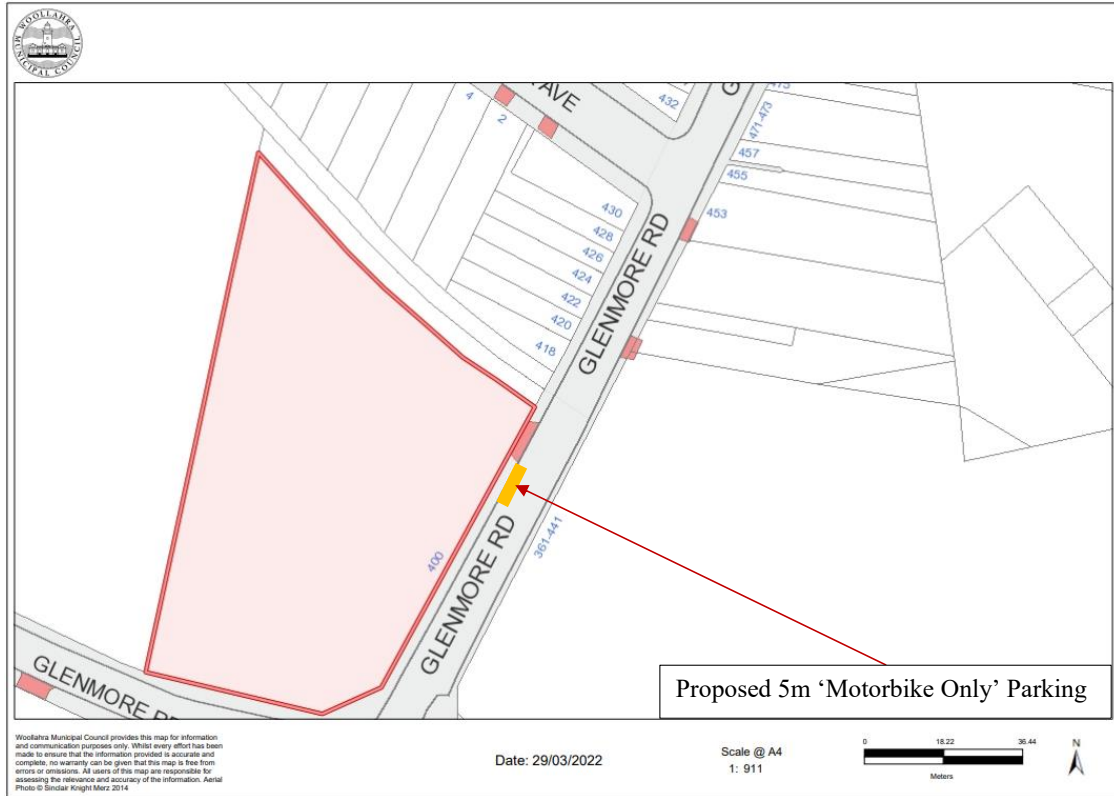 WOOLLAHRA
MUNICIPAL COUNCIL
4
2
AVE
432
G
471-473
457
455
453
430
428
426
424
422
420
418
GLENMORE RD
400
361-441
GLENMORE RD
GLENMORE R
Proposed 5m ‘Motorbike Only’ Parking
Woollahra Municipal Council provides this map for information
and communication purposes only. Whilst every effort has been
made to ensure that the information provided is accurate and
complete, no warranty can be given that this map is free from
errors or omissions. All users of this map are responsible for
assessing the relevance and accuracy of the information. Aerial
Photo © Sinclair Knight Merz 2014
Date: 29/03/2022
Scale @ A4
1: 911
0 18.22 36.44
Meters
N